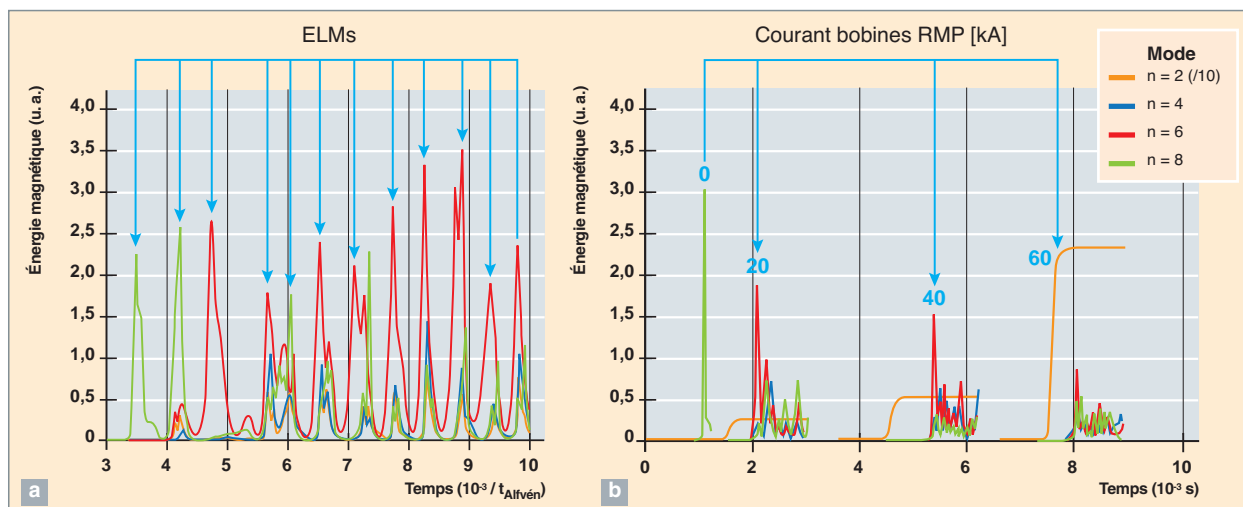 ELMs
Énergie magnétique (u. a.)
4,0
3,5
3,0
2,5
2,0
1,5
1,0
0,5
0
3 4 5 6 7 8 9 10
Temps (10-3 / tAlfvén)
a
Courant bobines RMP [kA]
Énergie magnétique (u. a.)
4,0
3,5
3,0
2,5
2,0
1,5
1,0
0,5
0
0
20
40
60
0 2 4 6 8 10
Temps (10-3 s)
b
Mode
n = 2 (/10)
n = 4
n = 6
n = 8